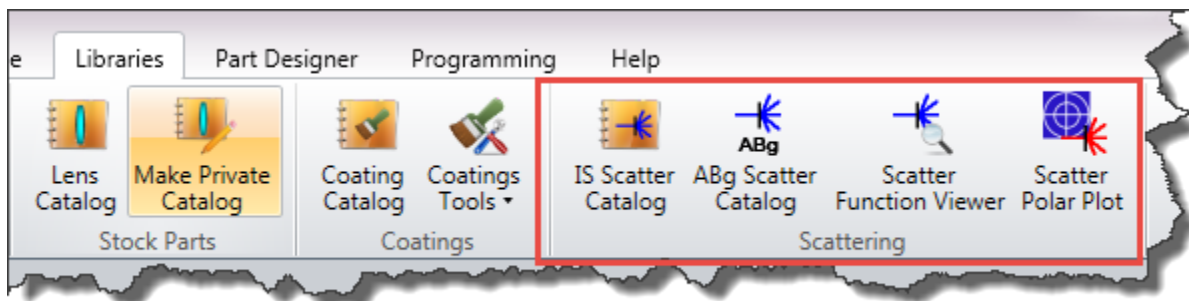 e Libraries Part Designer Programming Help
ABg
Lens Catalog Make Private Catalog Coating Catalog Coatings Tools IS Scatter Catalog ABg Scatter Catalog Scatter Function Viewer Scatter Polar Plot
Stock Parts Coatings Scattering